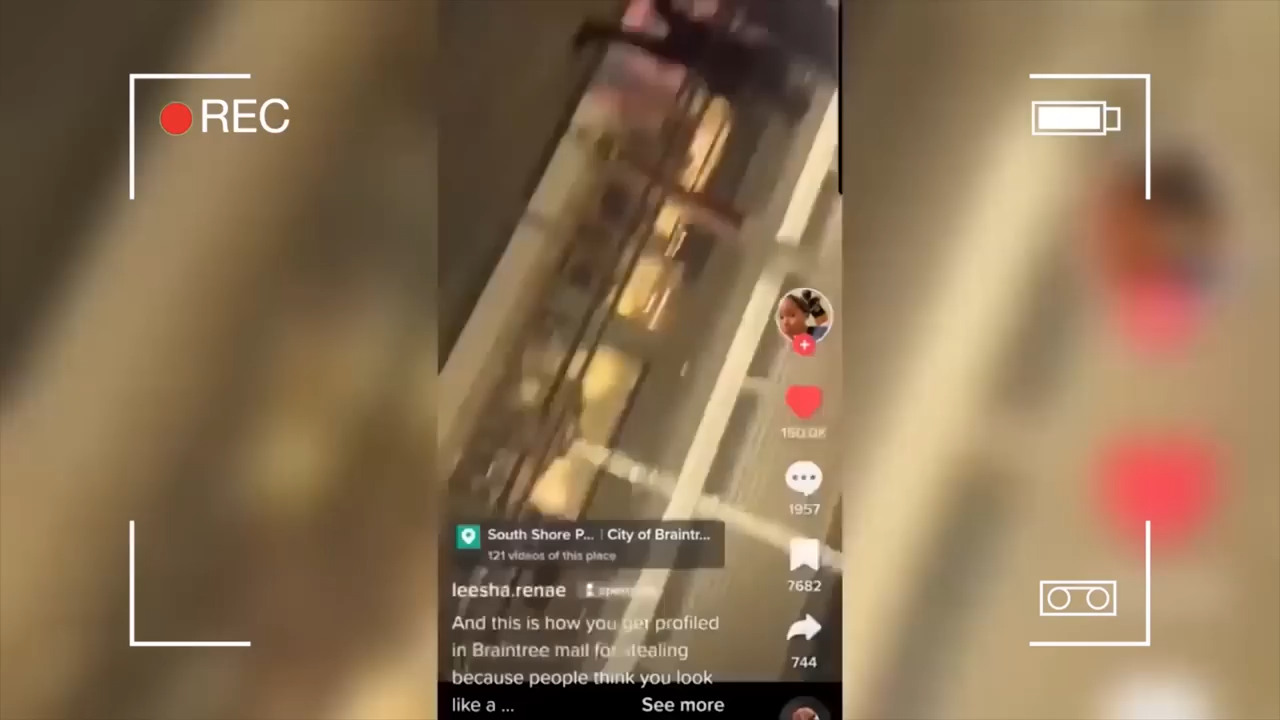 REC
150.0K
1957
South Shore P... | City of Braintr...
121 videos of this place
7682
leesha.renae
And this is how you get profiled
in Braintree mall for stealing
because people think you look
like a ... See more
744